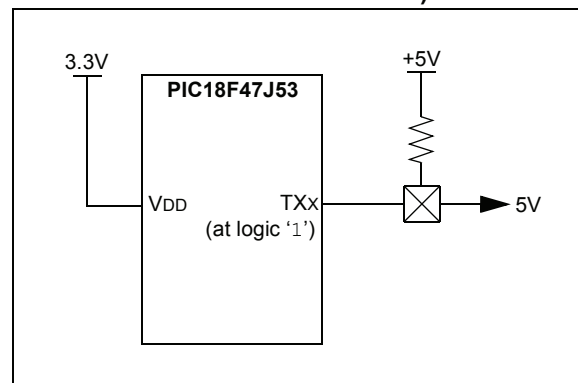 3.3V
+5V
PIC18F47J53
VDD
TXX
(at logic ‘1’)
5V